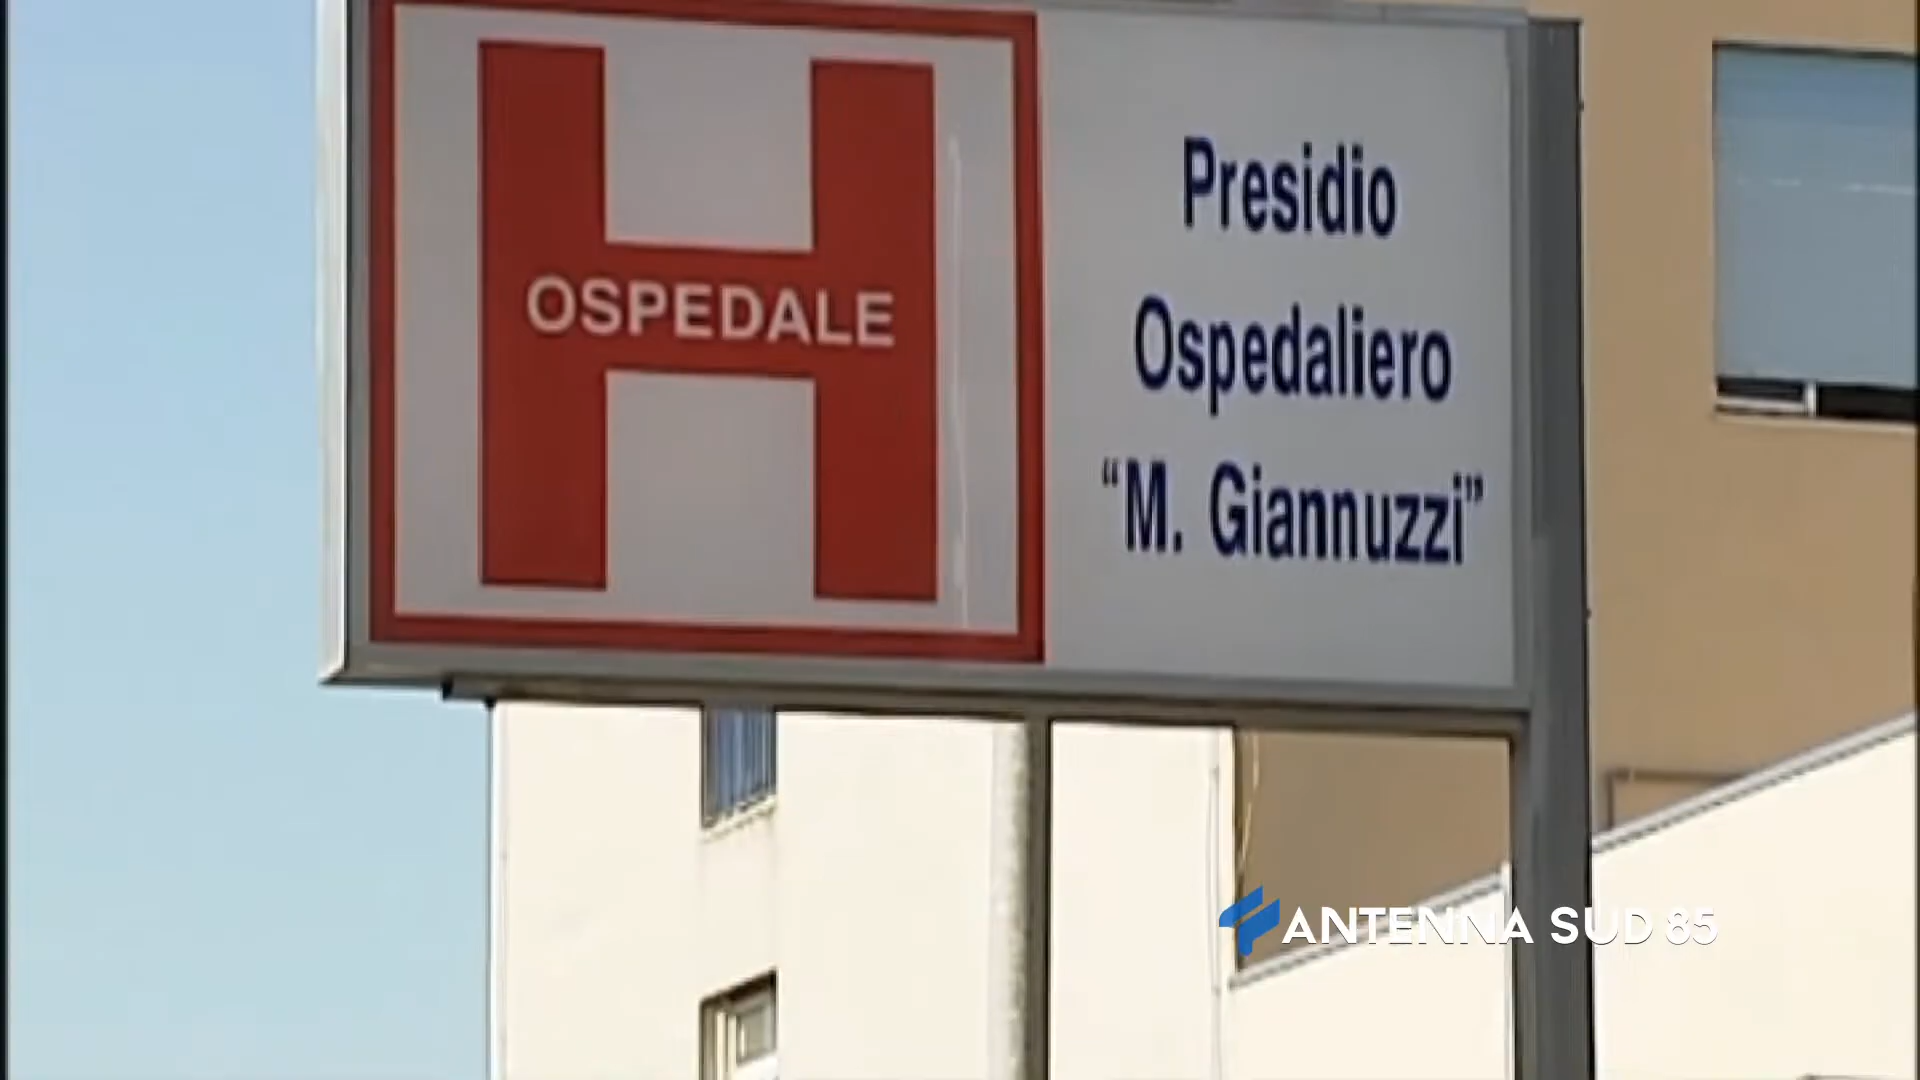 H
OSPEDALE
Presidio
Ospedaliero
“M. Giannuzzi”
ANTENNA SUD 85